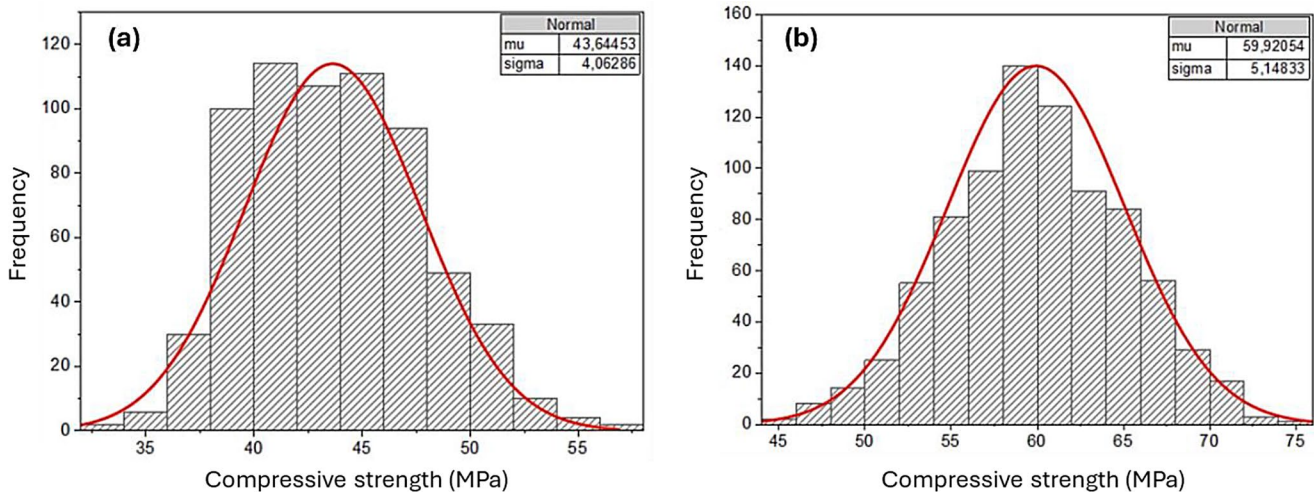 (a)
Normal
mu 43,64453
sigma 4,06286
120
100
80
60
40
20
0
Frequency
35 40 45 50 55
Compressive strength (MPa)
(b)
Normal
mu 59,92054
sigma 5,14833
160
140
120
100
80
60
40
20
0
Frequency
45 50 55 60 65 70 75
Compressive strength (MPa)